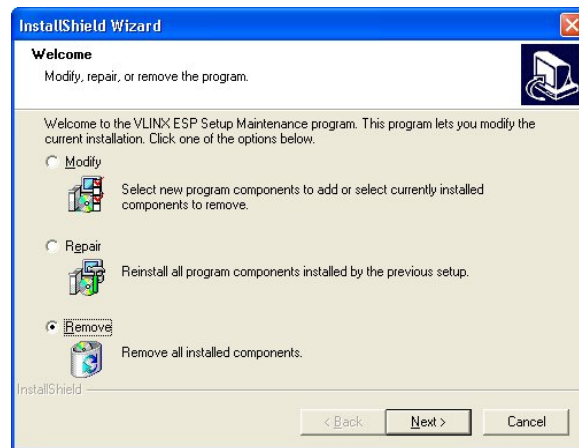 InstallShield Wizard
Welcome
Modify, repair, or remove the program.
Welcome to the VLINX ESP Setup Maintenance program. This program lets you modify the
current installation. Click one of the options below.
Modify
Select new program components to add or select currently installed
components to remove.
Repair
Reinstall all program components installed by the previous setup.
Remove
Remove all installed components.
InstallShield
< Back
Next >
Cancel